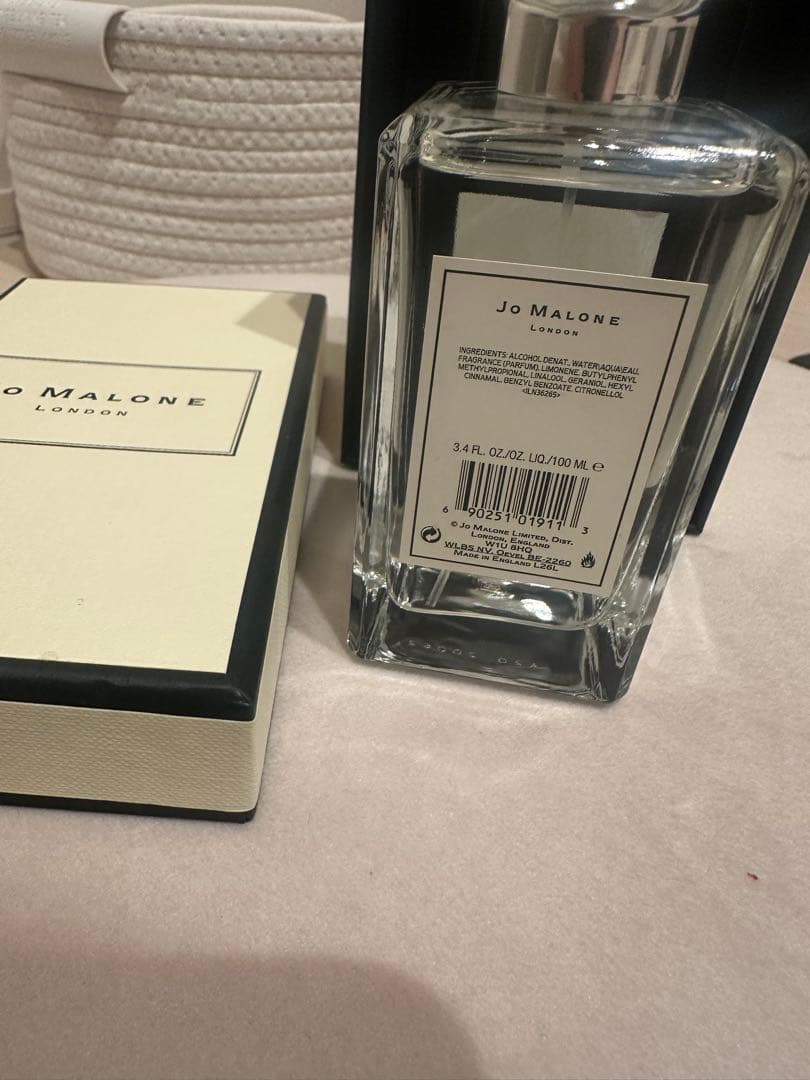 Jo MALONE
LONDON
Jo MALONE
LONDON
INGREDIENTS: ALCOHOL DENAT., WATER\AQUA\EAU,
FRAGRANCE (PARFUM), LIMONENE, BUTYLPHENYL
METHYLPROPIONAL, LINALOOL, GERANIOL, HEXYL
CINNAMAL, BENZYL BENZOATE, CITRONELLOL
<ILN36265>
3.4 FL. OZ./OZ. LIQ./100 ML ℮
6 90251 01911 3
© JO MALONE LIMITED, DIST.
LONDON, ENGLAND
W1U 8HQ
WLBS NV. OEVEL BE-2260
MADE IN ENGLAND L26L